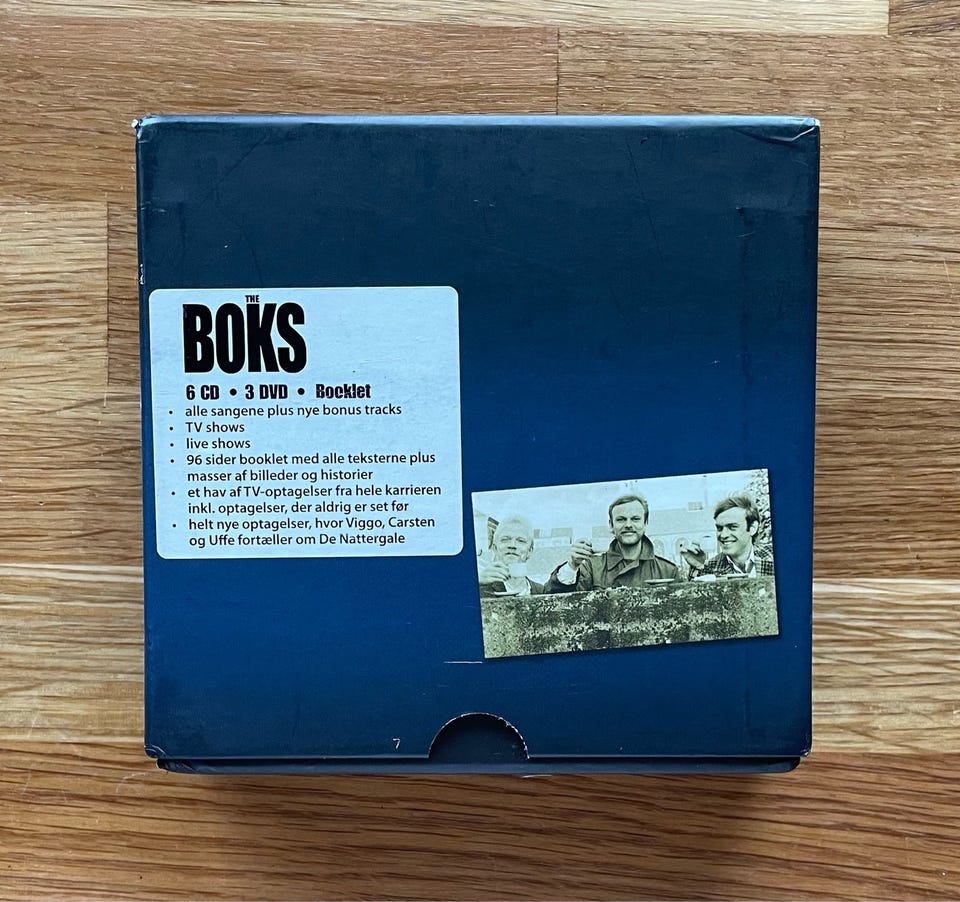 THE
BOKS
6 CD • 3 DVD • Booklet
• alle sangene plus nye bonus tracks
• TV shows
• live shows
• 96 sider booklet med alle teksterne plus
masser af billeder og historier
• et hav af TV-optagelser fra hele karrieren
inkl. optagelser, der aldrig er set før
• helt nye optagelser, hvor Viggo, Carsten
og Uffe fortæller om De Nattergale